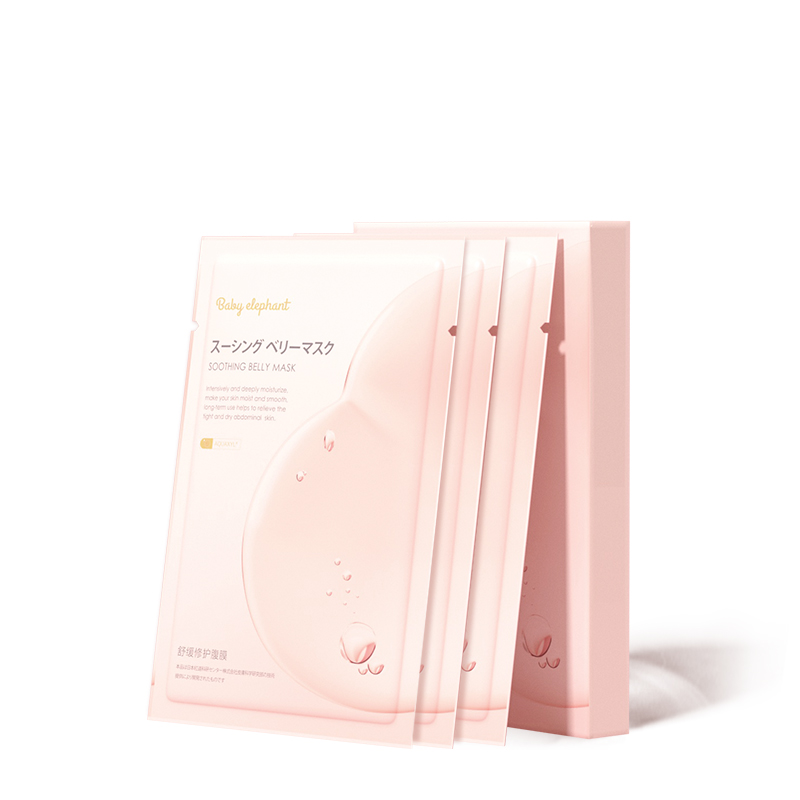 Baby elephant
スーシング ベリーマスク
SOOTHING BELLY MASK
Intensively and deeply moisturize,
make your skin moist and smooth,
long-term use helps to relieve the
tight and dry abdominal skin.
舒缓修护腹膜